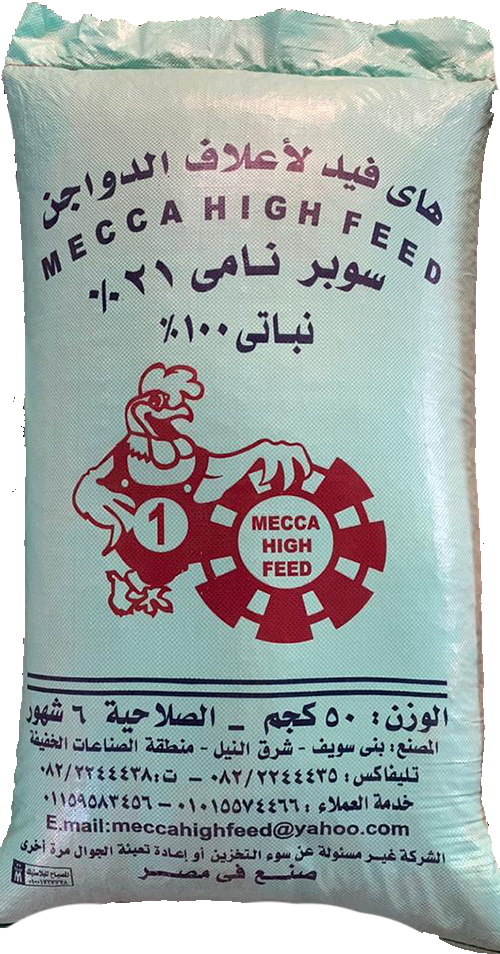 هاى فيد لأعلاف الدواجن
MECCA HIGH FEED
سوبر نامى ٢١٪
نباتى ١٠٠٪
1
MECCA
HIGH
FEED
الوزن: ٥٠ كجم - الصلاحية ٦ شهور
المصنع: بنى سويف - شرق النيل - منطقة الصناعات الخفيفة
تليفاكس: ٠٨٢/٢٢٤٤٤٣٥ - ت: ٠٨٢/٢٢٤٤٤٣٨
خدمة العملاء: ٠١٠١٥٥٧٤٤٦٦ - ٠١١٥٩٥٨٣٤٥٦
E.mail:meccahighfeed@yahoo.com
الشركة غير مسئولة عن سوء التخزين أو إعادة تعبئة الجوال مرة أخرى
صنع فى مصر
المصباح للبلاستيك